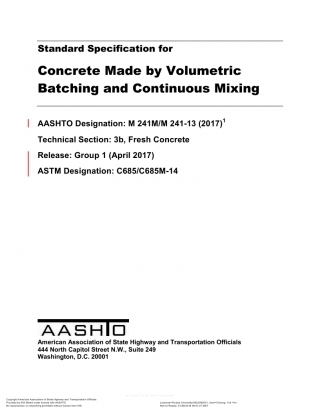 Standard Specification for
Concrete Made by Volumetric
Batching and Continuous Mixing
AASHTO Designation: M 241M/M 241-13 (2017)1
Technical Section: 3b, Fresh Concrete
Release: Group 1 (April 2017)
ASTM Designation: C685/C685M-14
AASHTO
American Association of State Highway and Transportation Officials
444 North Capitol Street N.W., Suite 249
Washington, D.C. 20001